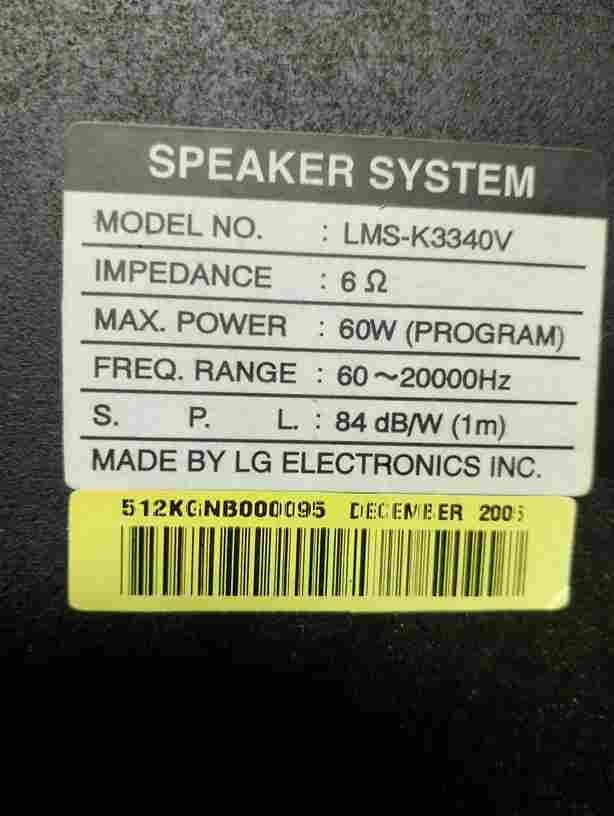 SPEAKER SYSTEM
MODEL NO. : LMS-K3340V
IMPEDANCE : 6 Ω
MAX. POWER : 60W (PROGRAM)
FREQ. RANGE : 60～20000Hz
S. P. L. : 84 dB/W (1m)
MADE BY LG ELECTRONICS INC.
512KGNB000095 DECEMBER 2005